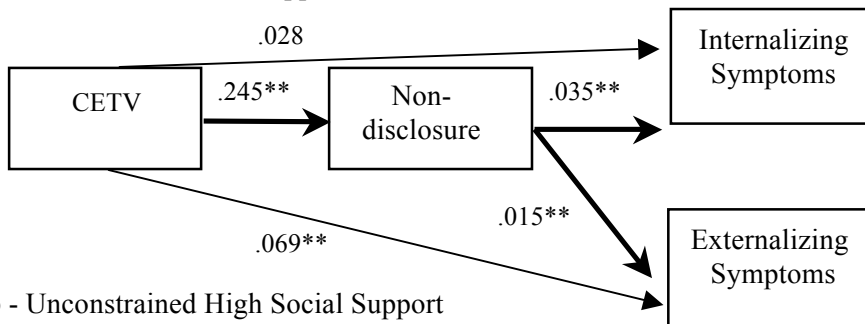 .028
Internalizing
Symptoms
CETV
.245**
Non-
disclosure
.035**
.015**
.069**
Externalizing
Symptoms
- Unconstrained High Social Support